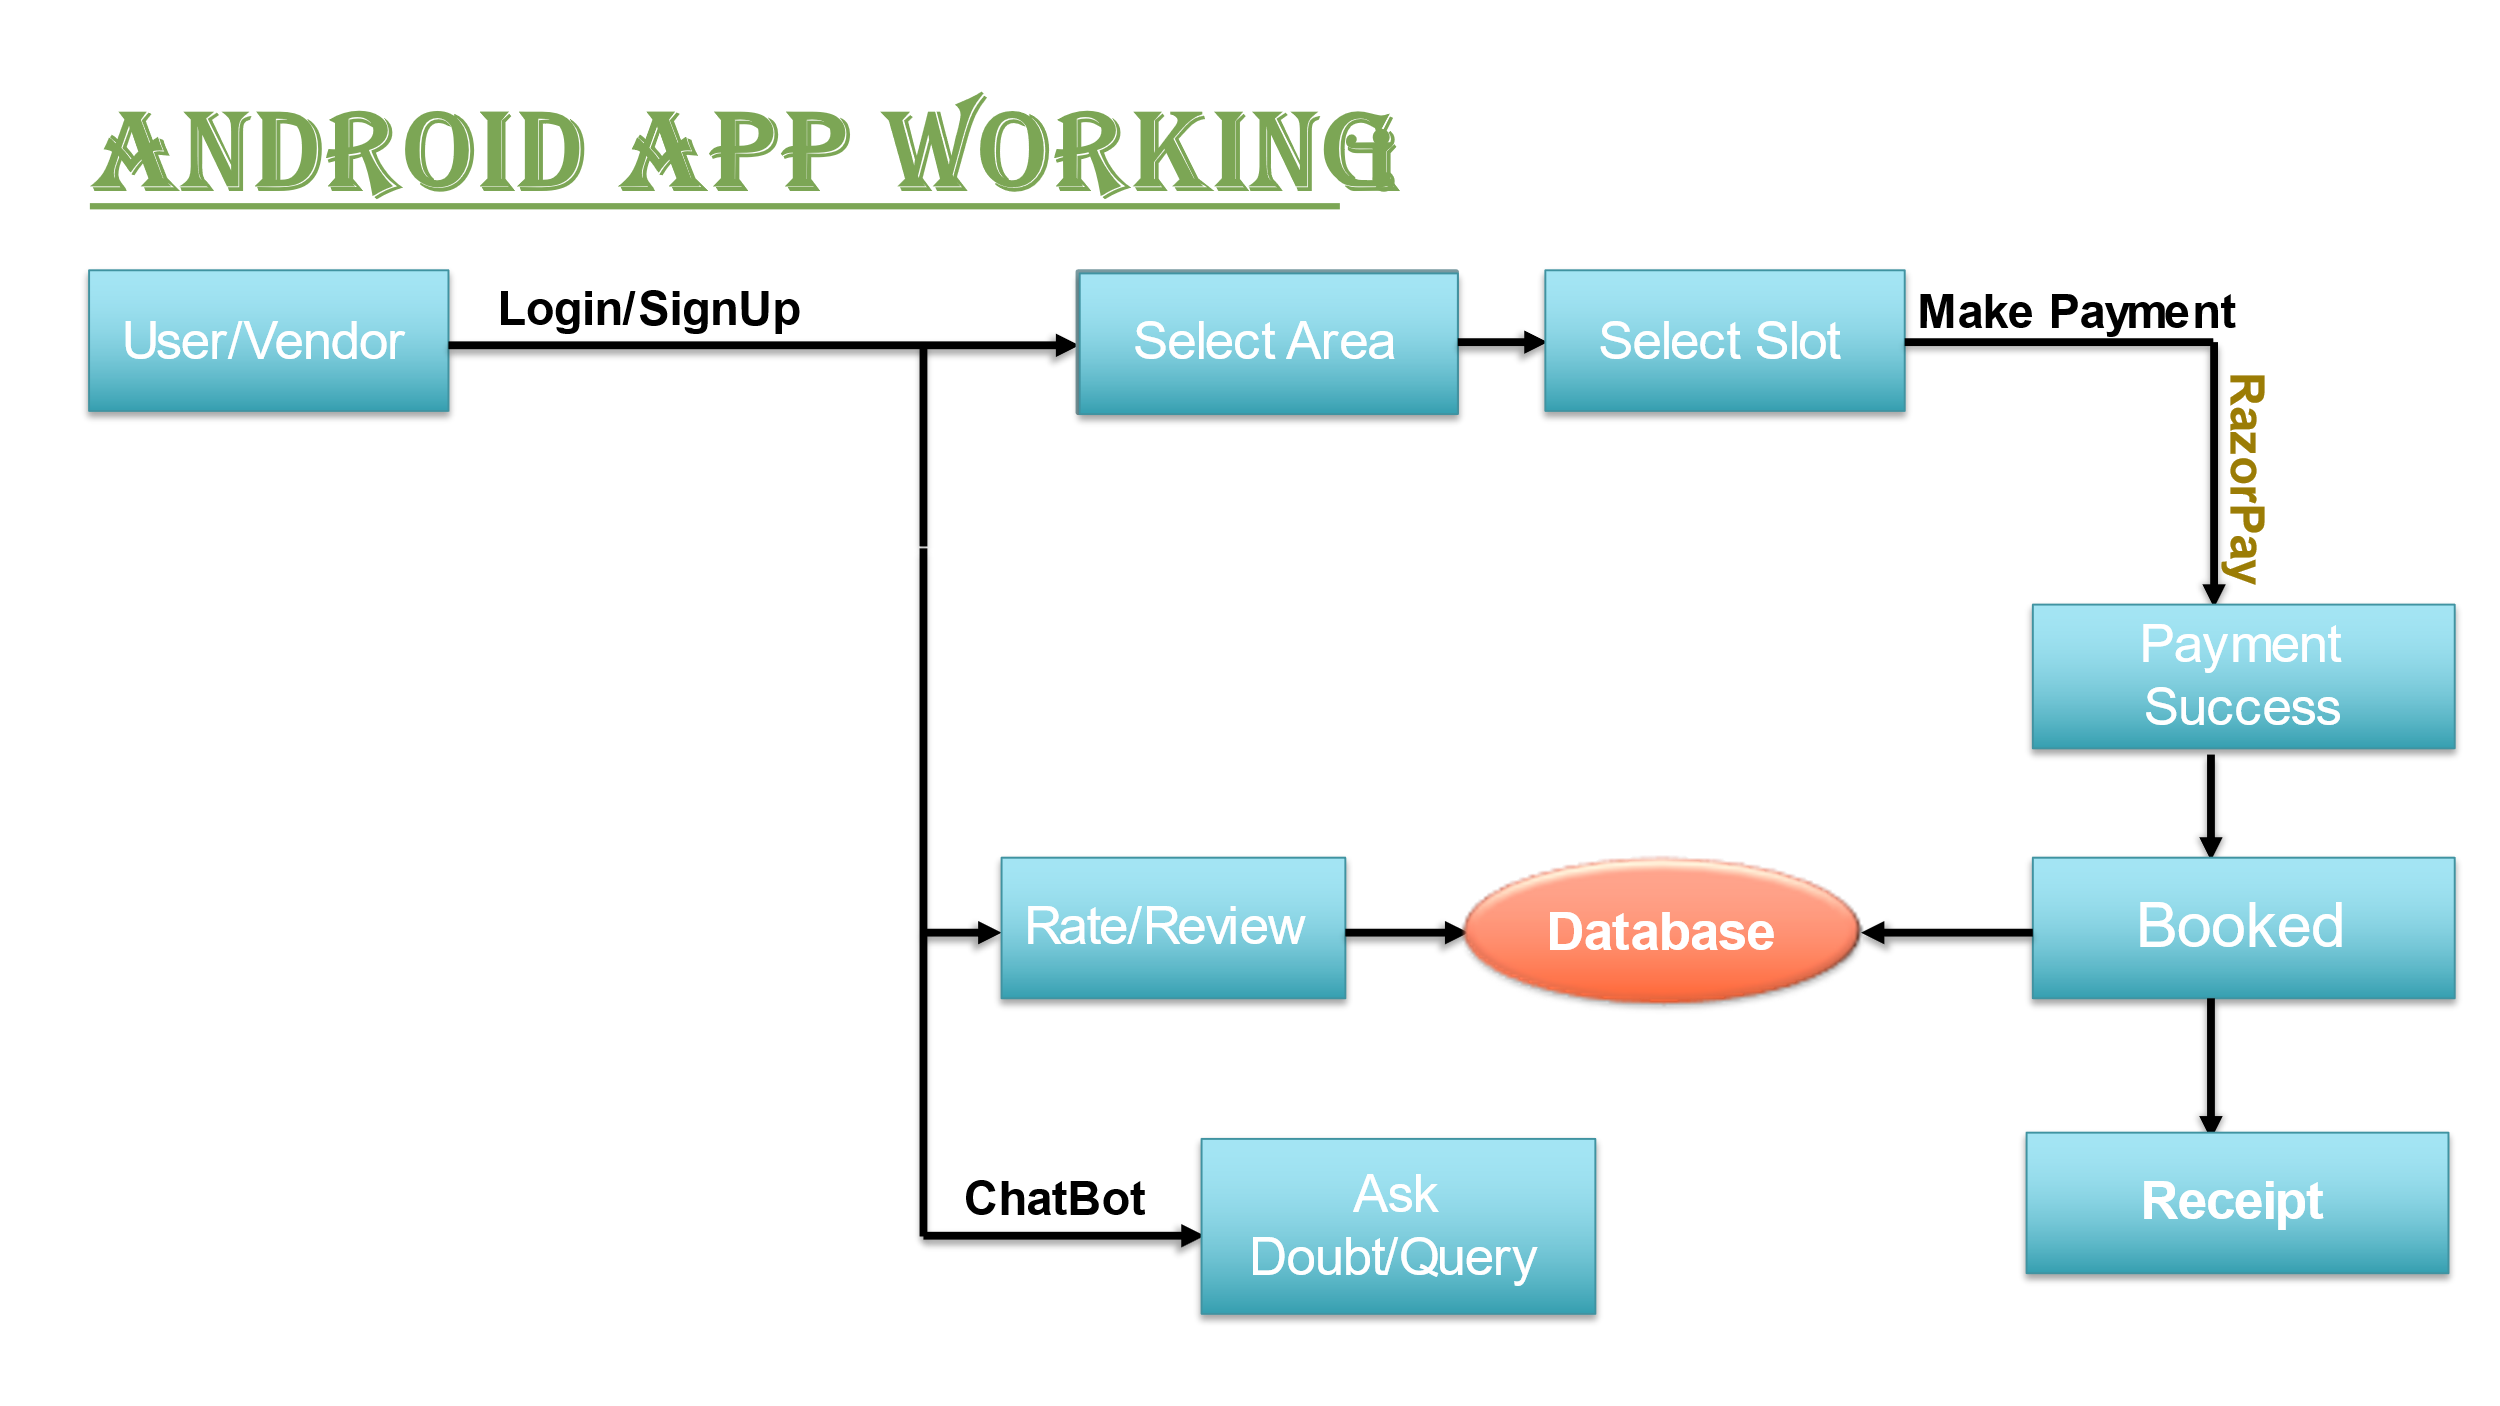 ANDROID APP WORKING
User/Vendor
Login/SignUp
Select Area
Select Slot
Make Payment
RazorPay
Payment
Success
Rate/Review
Database
Booked
ChatBot
Ask
Doubt/Query
Receipt